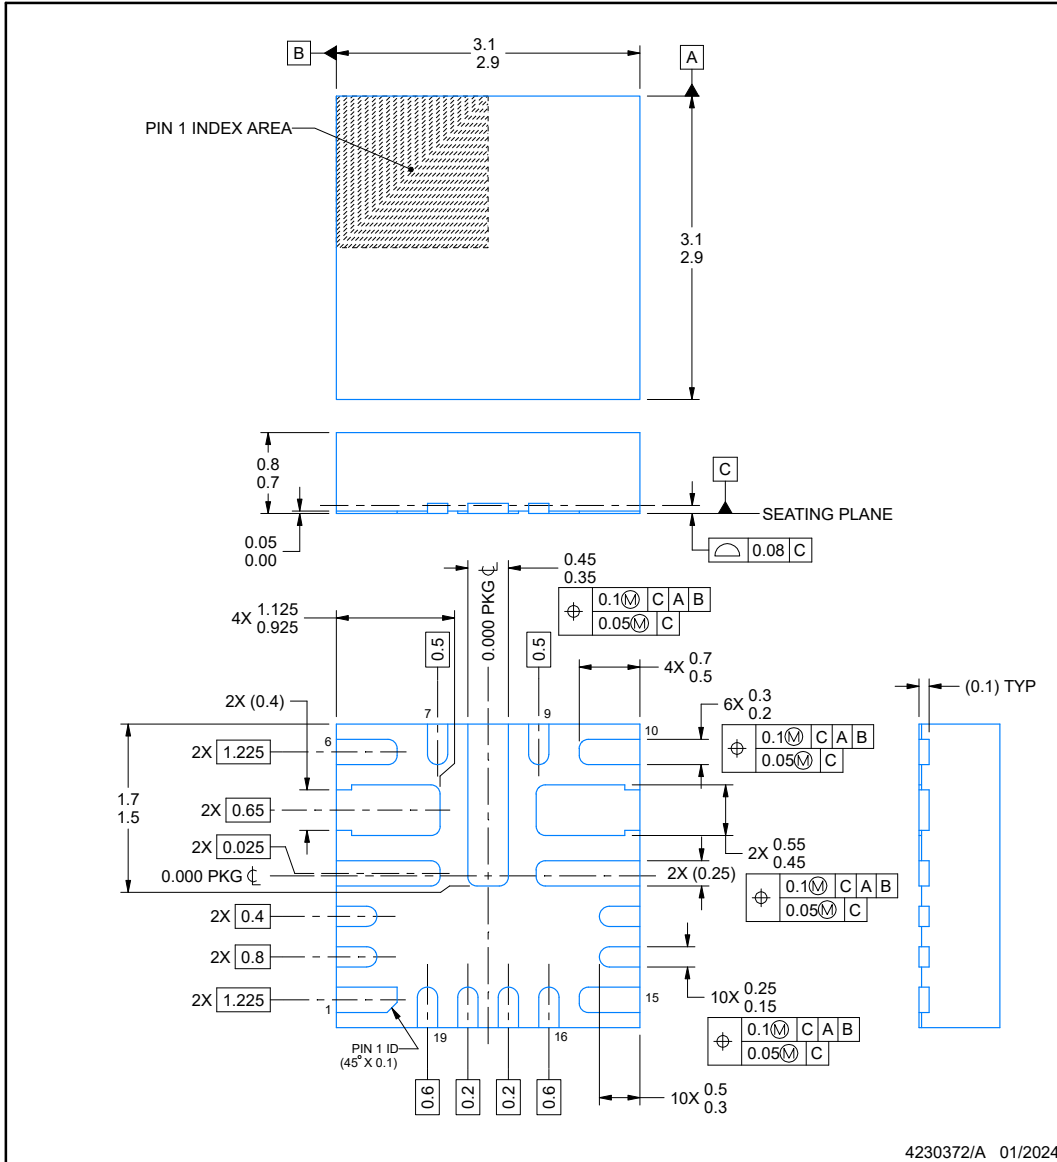 B
3.1
2.9
A
PIN 1 INDEX AREA
3.1
2.9
0.8
0.7
C
SEATING PLANE
0.05
0.00
0.08 C
0.45
0.35
0.1Ⓜ C A B
0.05Ⓜ C
4X 1.125
0.925
0.5
0.000 PKG ℄
0.5
4X 0.7
0.5
(0.1) TYP
2X (0.4)
6X 0.3
0.2
0.1Ⓜ C A B
0.05Ⓜ C
7
9
6
10
2X 1.225
1.7
1.5
2X 0.65
2X 0.55
0.45
0.1Ⓜ C A B
0.05Ⓜ C
2X 0.025
0.000 PKG ℄
2X (0.25)
2X 0.4
2X 0.8
2X 1.225
1
15
10X 0.25
0.15
0.1Ⓜ C A B
0.05Ⓜ C
19
16
PIN 1 ID
(45° X 0.1)
0.6
0.2
0.2
0.6
10X 0.5
0.3
4230372/A 01/2024